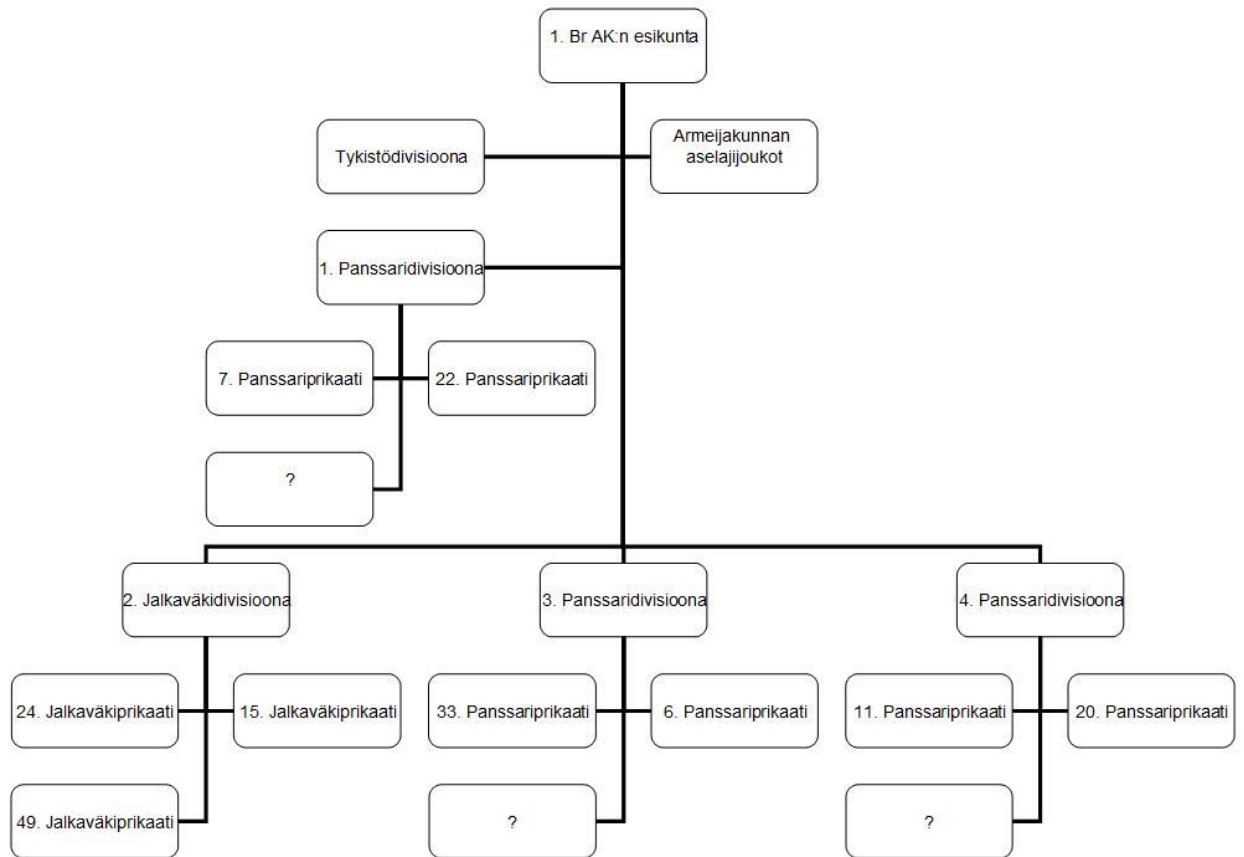 1. Br AK:n esikunta
Tykistödivisioona
Armeijakunnan
aselajijoukot
1. Panssaridivisioona
7. Panssariprikaati
22. Panssariprikaati
?
2. Jalkaväkidivisioona
3. Panssaridivisioona
4. Panssaridivisioona
24. Jalkaväkiprikaati
15. Jalkaväkiprikaati
33. Panssariprikaati
6. Panssariprikaati
11. Panssariprikaati
20. Panssariprikaati
49. Jalkaväkiprikaati
?
?